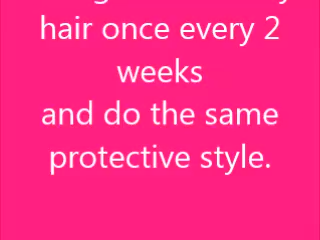 hair once every 2
weeks
and do the same
protective style.